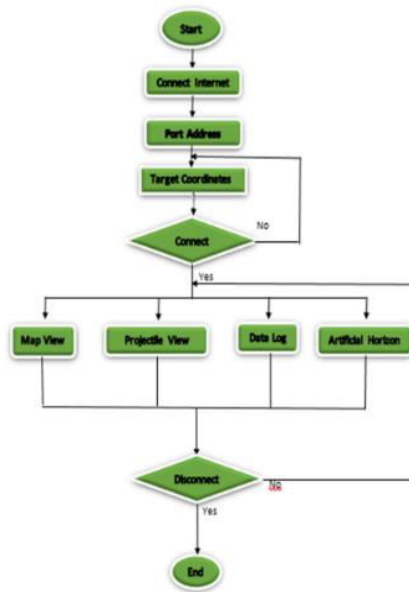 Start
Connect Internet
Port Address
Target Coordinates
No
Connect
Yes
Map View
Projectile View
Data Log
Artificial Horizon
Disconnect
No
Yes
End